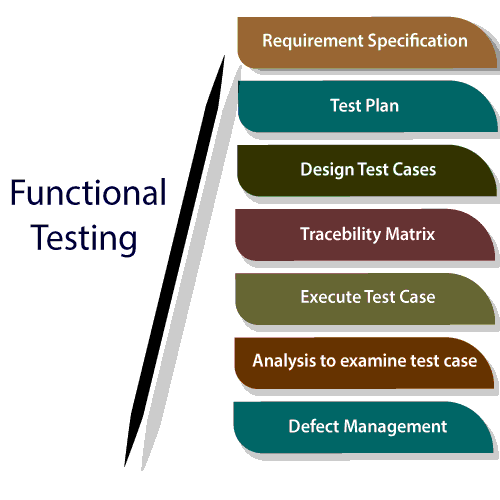 Functional
Testing
Requirement Specification
Test Plan
Design Test Cases
Tracebility Matrix
Execute Test Case
Analysis to examine test case
Defect Management